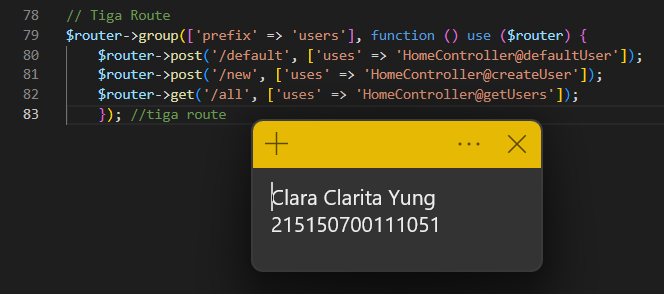 78 // Tiga Route
79 $router->group(['prefix' => 'users'], function () use ($router) {
80 $router->post('/default', ['uses' => 'HomeController@defaultUser']);
81 $router->post('/new', ['uses' => 'HomeController@createUser']);
82 $router->get('/all', ['uses' => 'HomeController@getUsers']);
83 }); //tiga route
Clara Clarita Yung
215150700111051